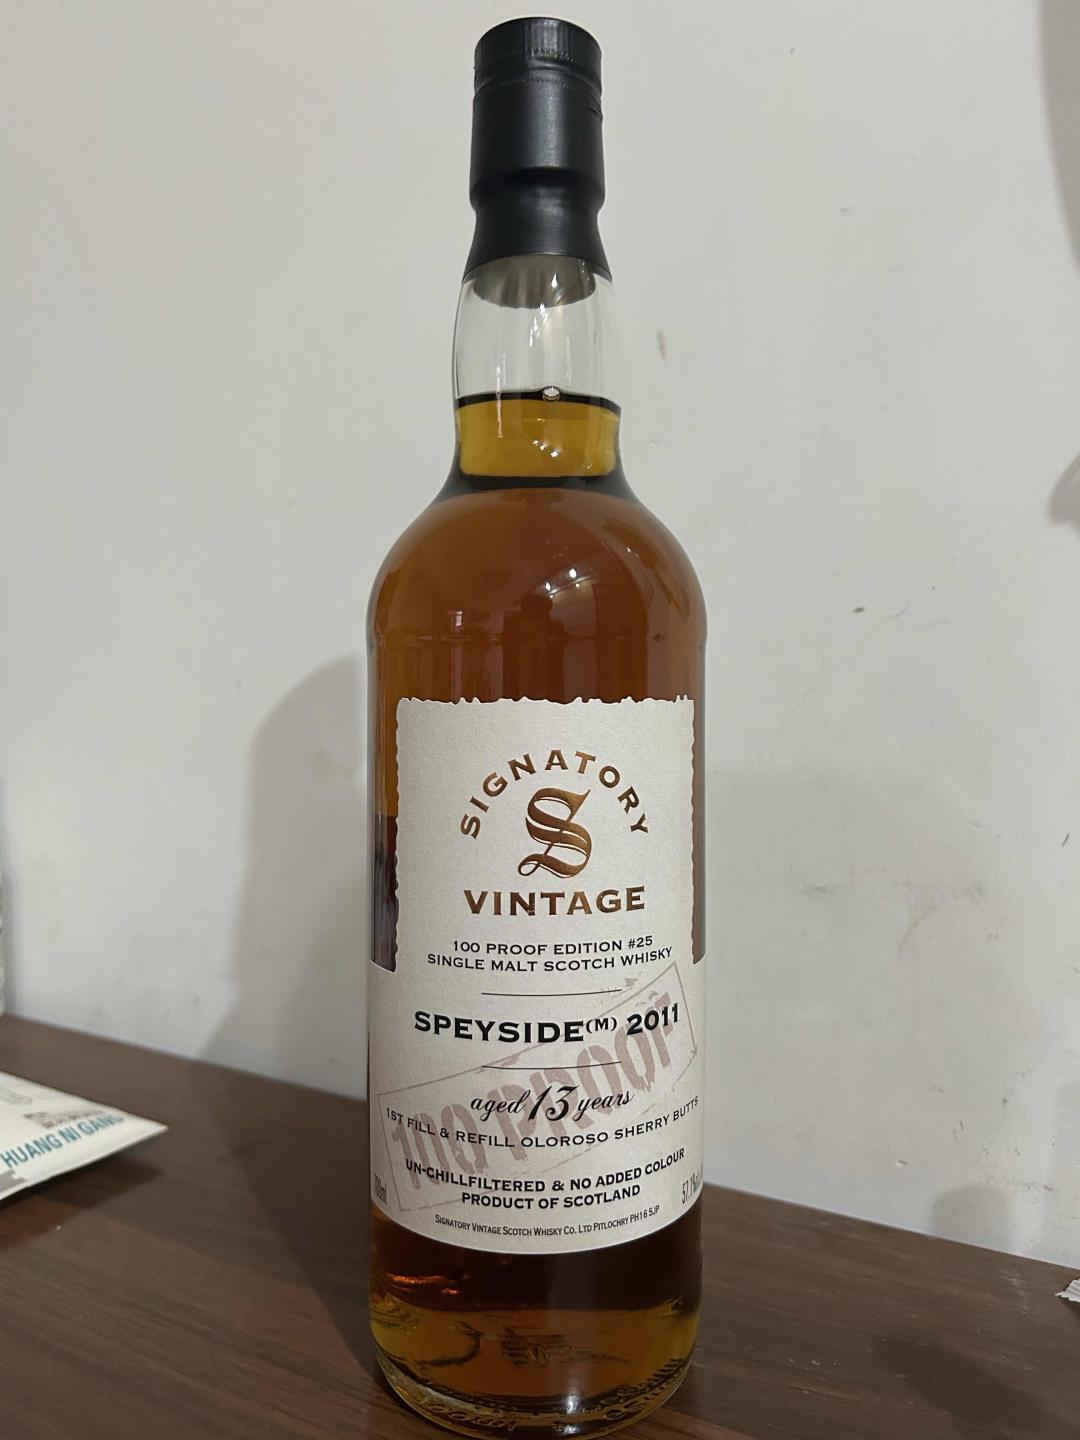 SIGNATORY
S
VINTAGE
100 PROOF EDITION #25
SINGLE MALT SCOTCH WHISKY
SPEYSIDE(M) 2011
100 PROOF
aged 13 years
1ST FILL & REFILL OLOROSO SHERRY BUTTS
UN-CHILLFILTERED & NO ADDED COLOUR
PRODUCT OF SCOTLAND
57.1%
SIGNATORY VINTAGE SCOTCH WHISKY CO. LTD PITLOCHRY PH16 5JP
HUANG NI GANG